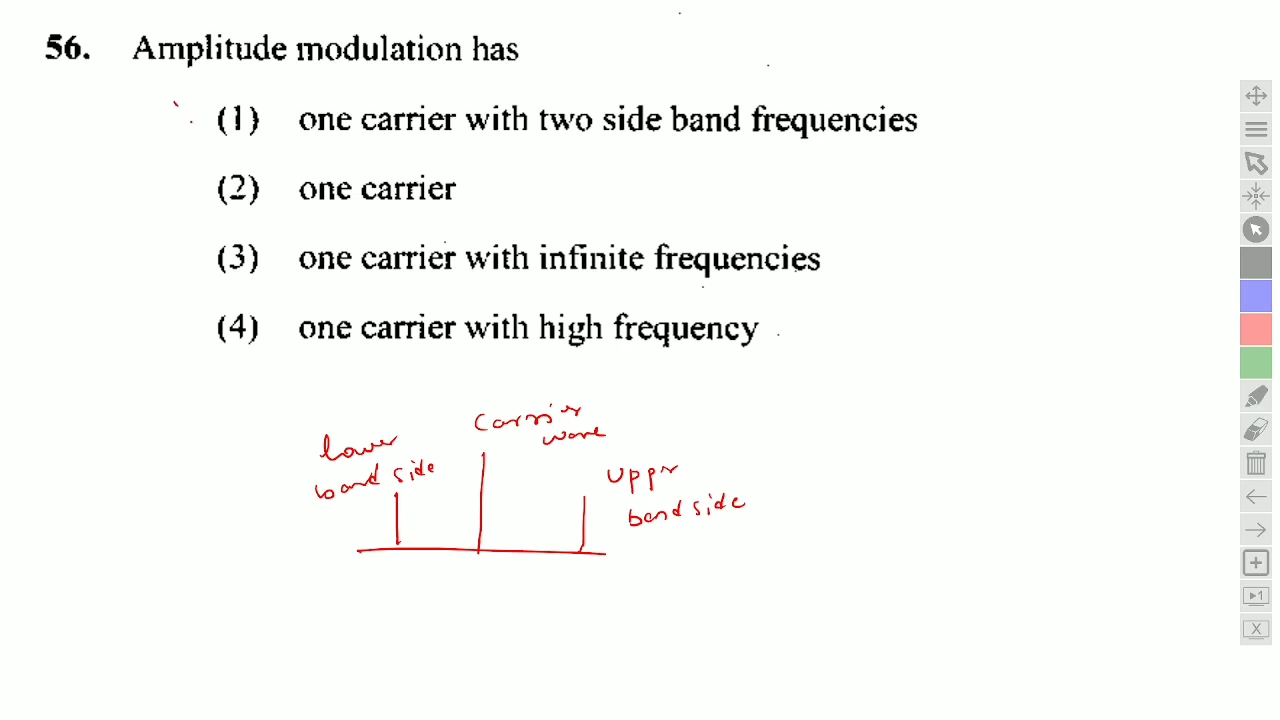 56. Amplitude modulation has
(1) one carrier with two side band frequencies
(2) one carrier
(3) one carrier with infinite frequencies
(4) one carrier with high frequency
lower
band side
carrier
wave
uppr
band side